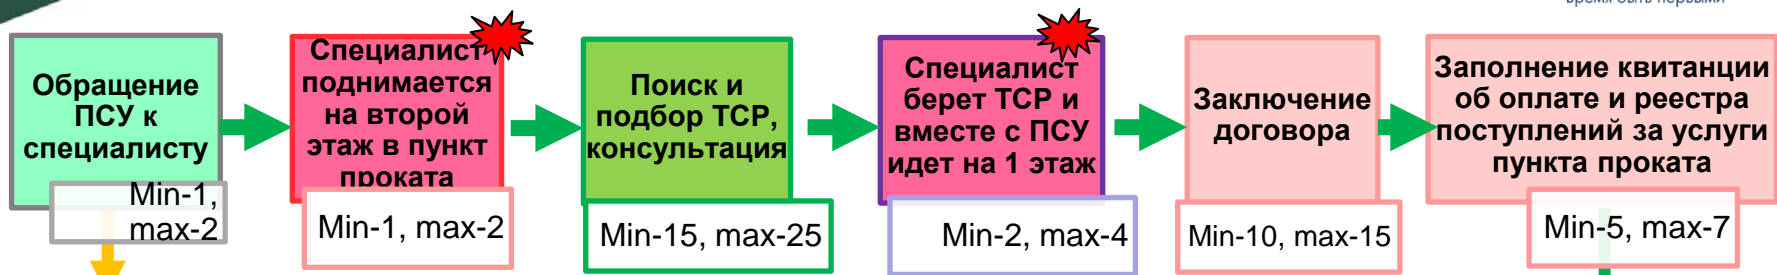 время быть первыми
Обращение
ПСУ к
специалисту
Min-1,
max-2
Специалист
поднимается
на второй
этаж в пункт
проката
Min-1, max-2
Поиск и
подбор ТСР,
консультация
Min-15, max-25
Специалист
берет ТСР и
вместе с ПСУ
идет на 1 этаж
Min-2, max-4
Заключение
договора
Min-10, max-15
Заполнение квитанции
об оплате и реестра
поступлений за услуги
пункта проката
Min-5, max-7